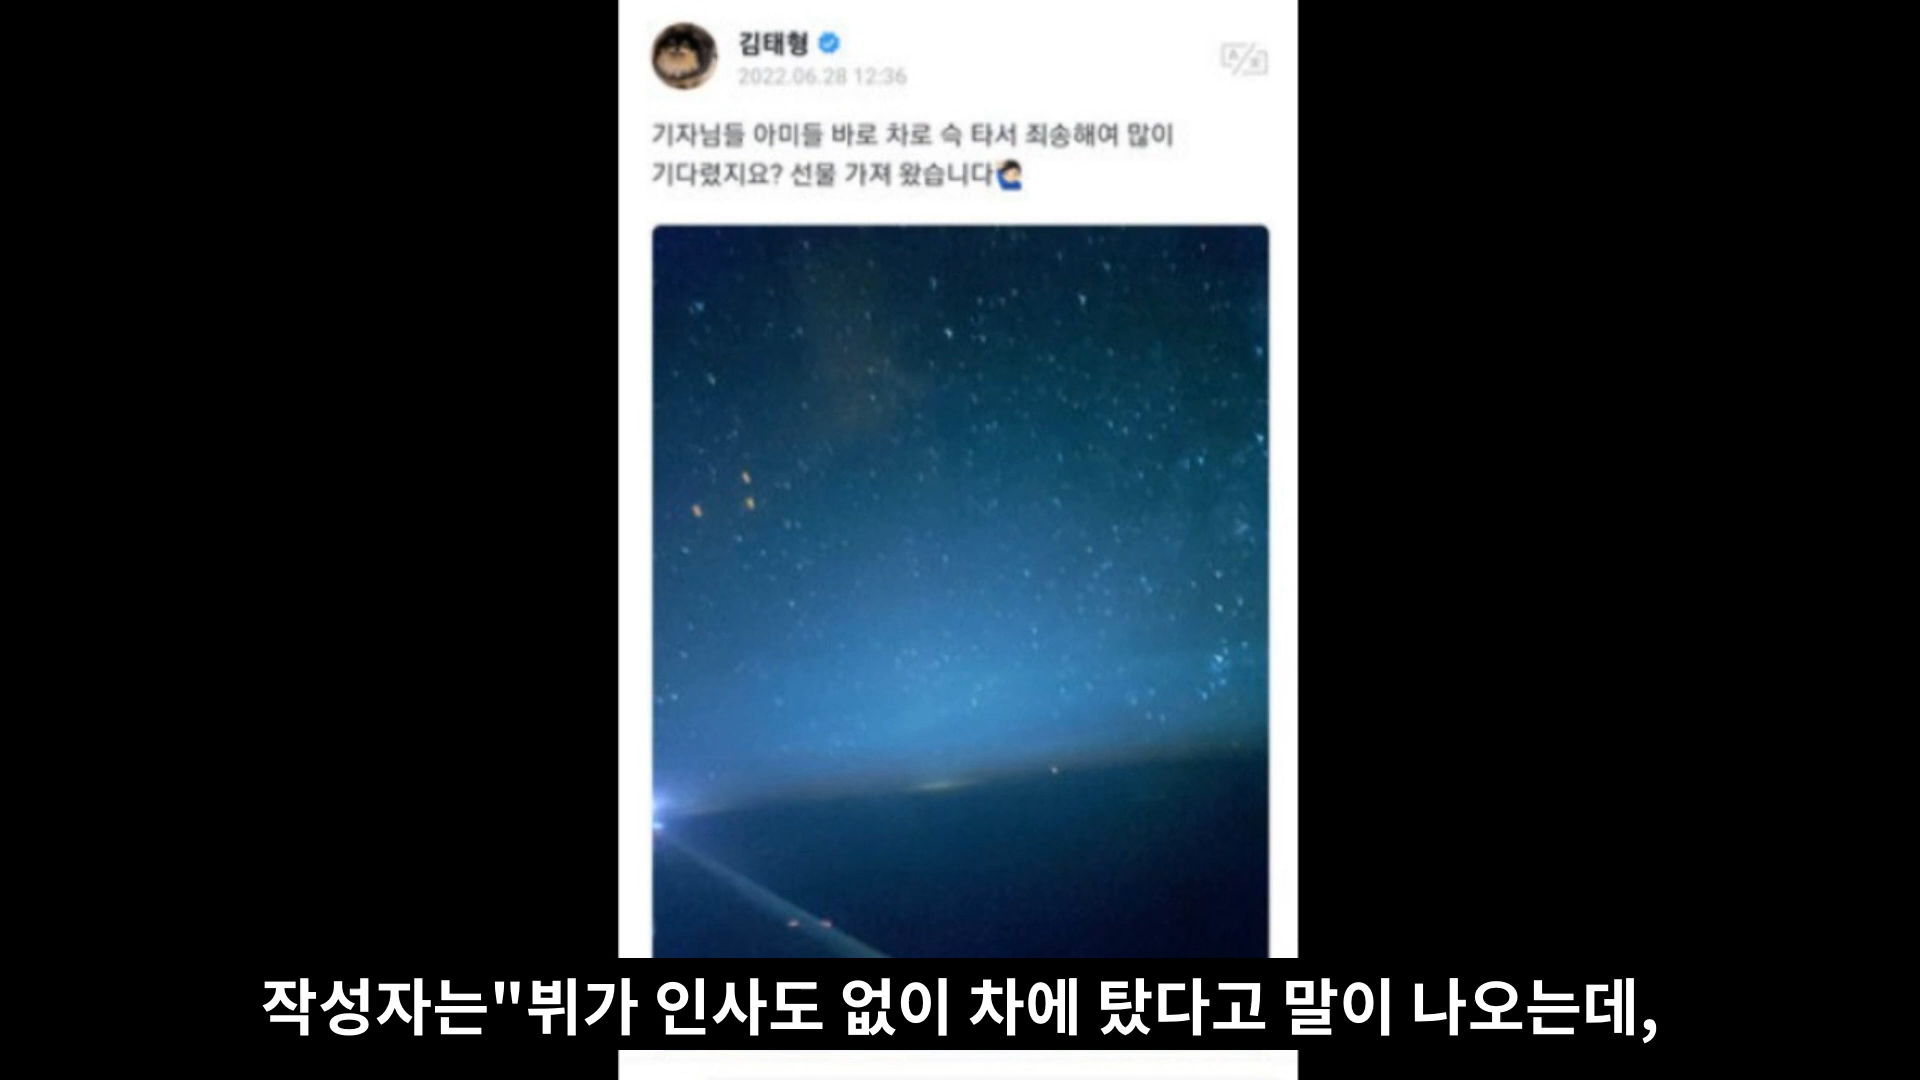 김태형
2022.06.28 12:36
기자님들 아미들 바로 차로 슥 타서 죄송해여 많이
기다렸지요? 선물 가져 왔습니다🙋🏻‍♂️
작성자는"뷔가 인사도 없이 차에 탔다고 말이 나오는데,